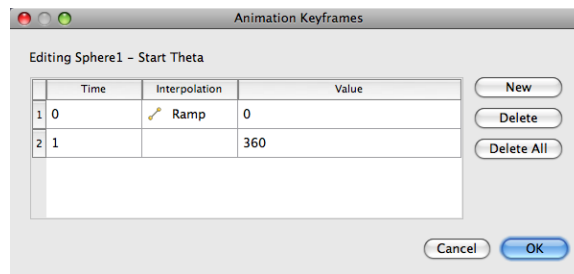 Animation Keyframes
Editing Sphere1 - Start Theta
Time Interpolation Value
1 0 Ramp 0
2 1 360
New
Delete
Delete All
Cancel OK